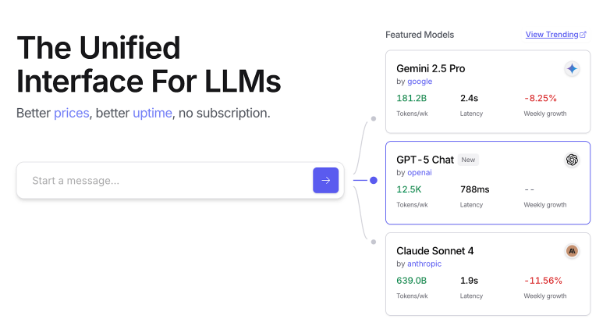 The Unified
Interface For LLMs
Better prices, better uptime, no subscription.
Start a message...
Featured Models
View Trending
Gemini 2.5 Pro
by google
181.2B
2.4s
-8.25%
Tokens/wk
Latency
Weekly growth
GPT-5 Chat
New
by openai
12.5K
788ms
--
Tokens/wk
Latency
Weekly growth
Claude Sonnet 4
by anthropic
639.0B
1.9s
-11.56%
Tokens/wk
Latency
Weekly growth